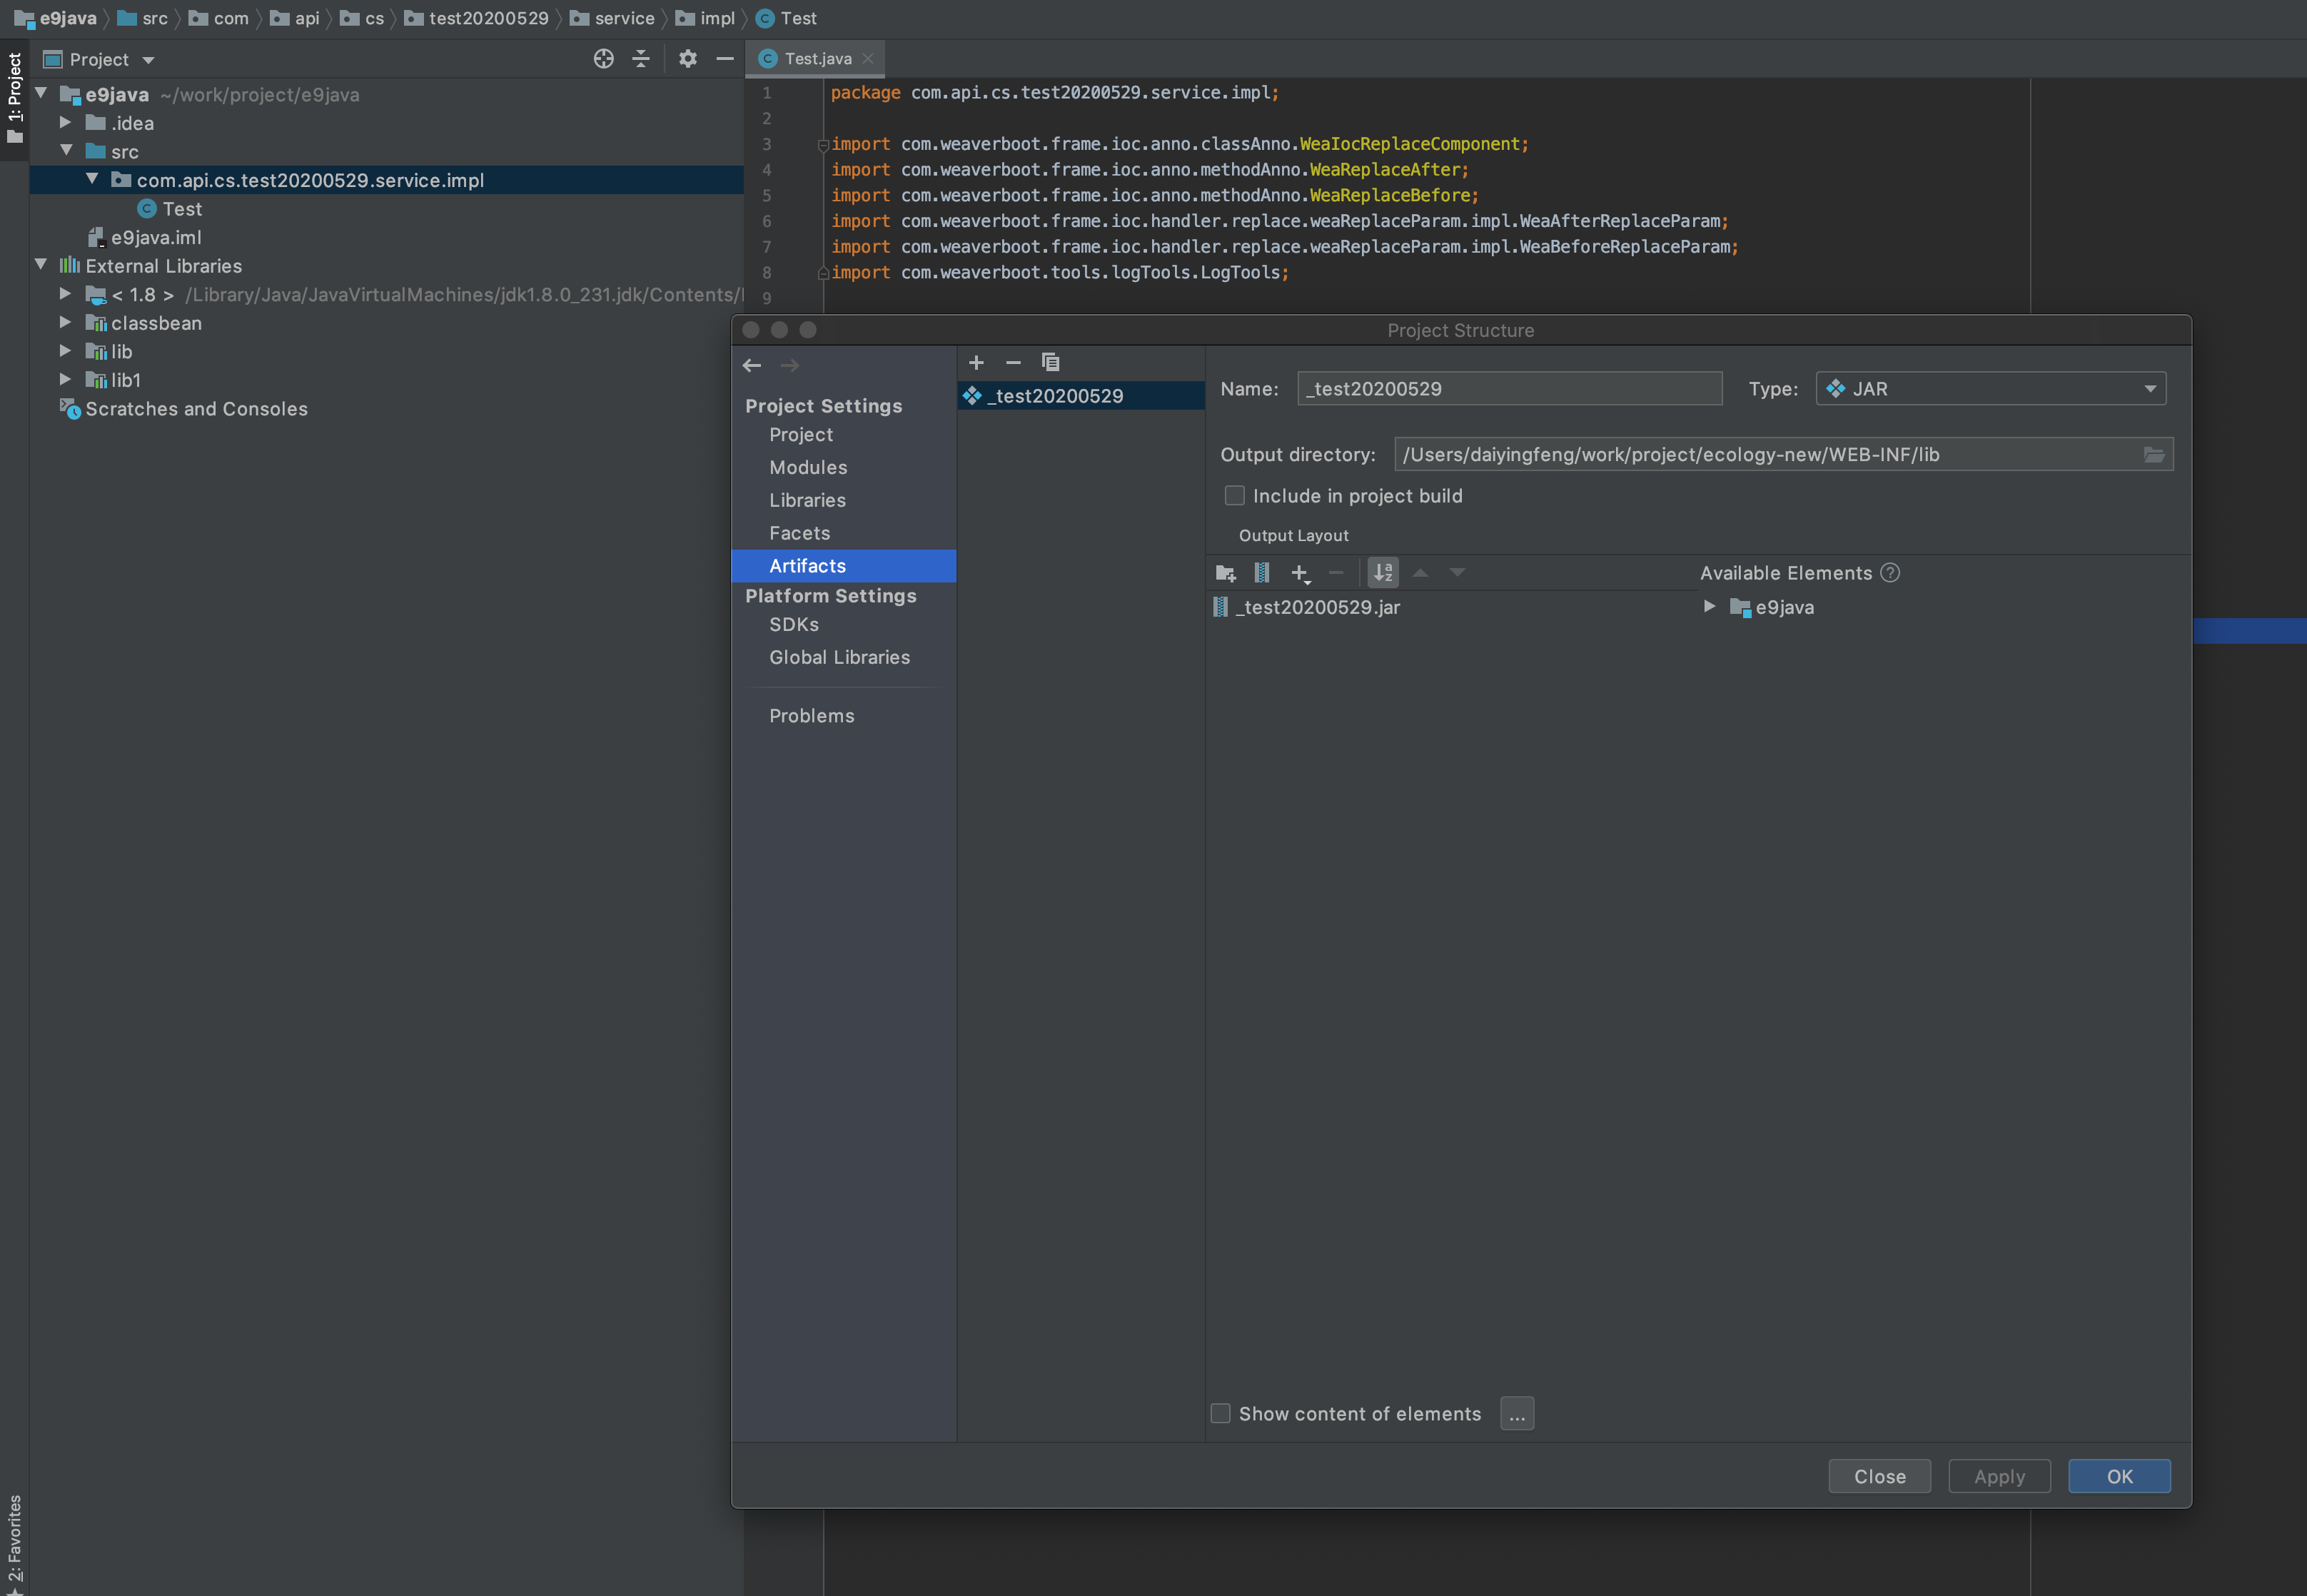 e9java src com api cs test20200529 service impl Test
1: Project
Project
Test.java
e9java ~/work/project/e9java
.idea
src
com.api.cs.test20200529.service.impl
Test
e9java.iml
External Libraries
< 1.8 > /Library/Java/JavaVirtualMachines/jdk1.8.0_231.jdk/Contents/
classbean
lib
lib1
Scratches and Consoles
1 package com.api.cs.test20200529.service.impl;
2
3 import com.weaverboot.frame.ioc.anno.classAnno.WeaIocReplaceComponent;
4 import com.weaverboot.frame.ioc.anno.methodAnno.WeaReplaceAfter;
5 import com.weaverboot.frame.ioc.anno.methodAnno.WeaReplaceBefore;
6 import com.weaverboot.frame.ioc.handler.replace.weaReplaceParam.impl.WeaAfterReplaceParam;
7 import com.weaverboot.frame.ioc.handler.replace.weaReplaceParam.impl.WeaBeforeReplaceParam;
8 import com.weaverboot.tools.logTools.LogTools;
9
Project Structure
Project Settings
Project
Modules
Libraries
Facets
Artifacts
Platform Settings
SDKs
Global Libraries
Problems
_test20200529
Name: _test20200529 Type: JAR
Output directory: /Users/daiyingfeng/work/project/ecology-new/WEB-INF/lib
Include in project build
Output Layout
Available Elements ?
_test20200529.jar
e9java
Show content of elements ...
Close Apply OK
2: Favorites